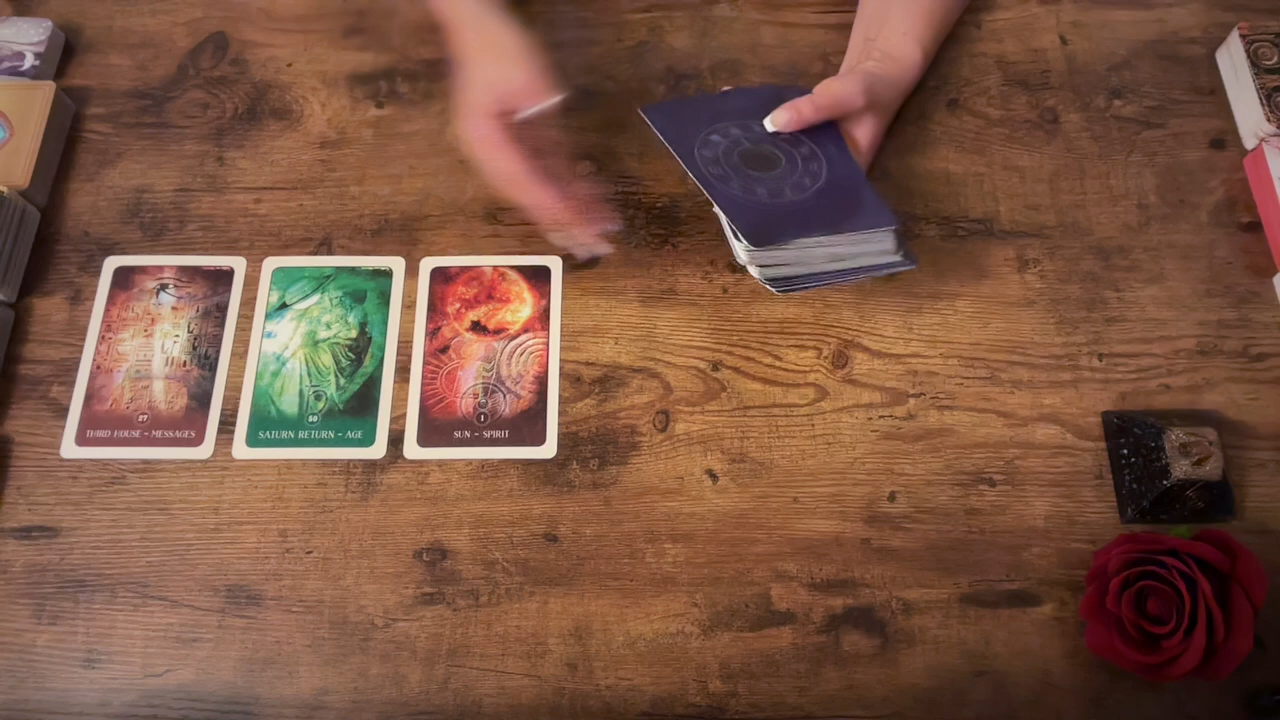 27
THIRD HOUSE - MESSAGES
50
SATURN RETURN - AGE
1
SUN - SPIRIT